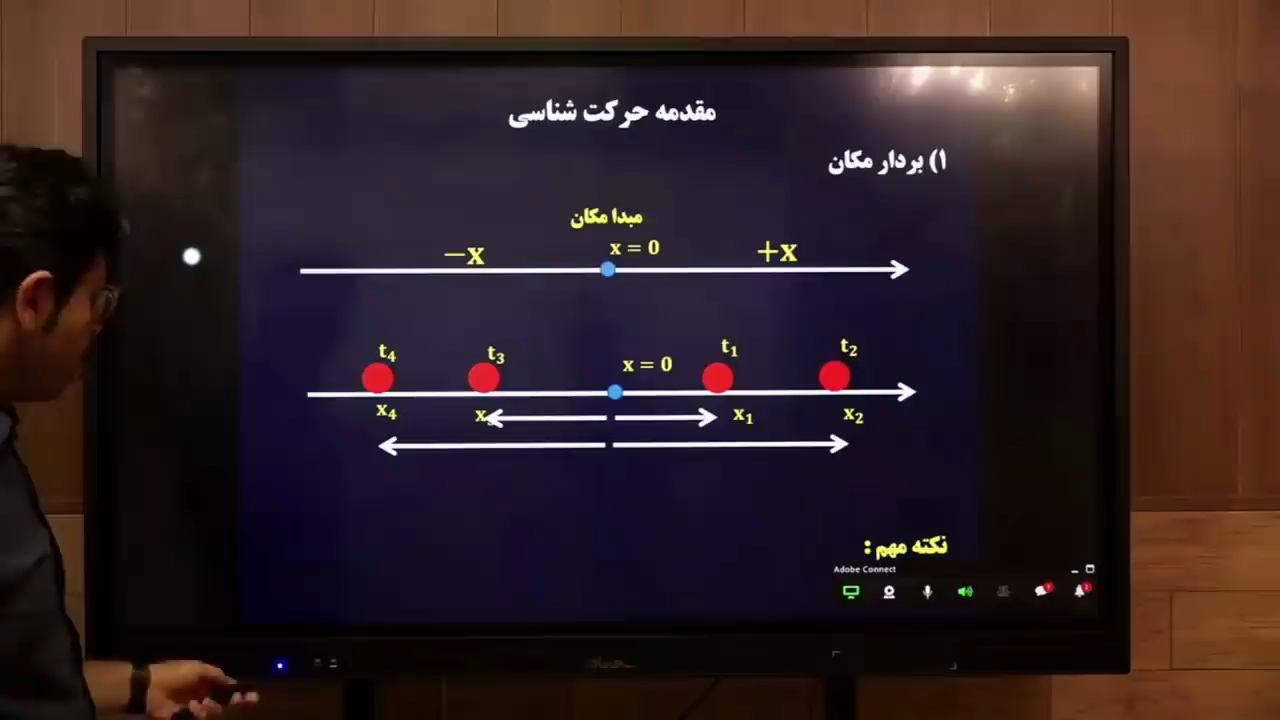 مقدمه حرکت شناسی
۱) بردار مکان
مبدا مکان
−x x = 0 +x
t4 t3 x = 0 t1 t2
x4 x x1 x2
نکته مهم :
Adobe Connect